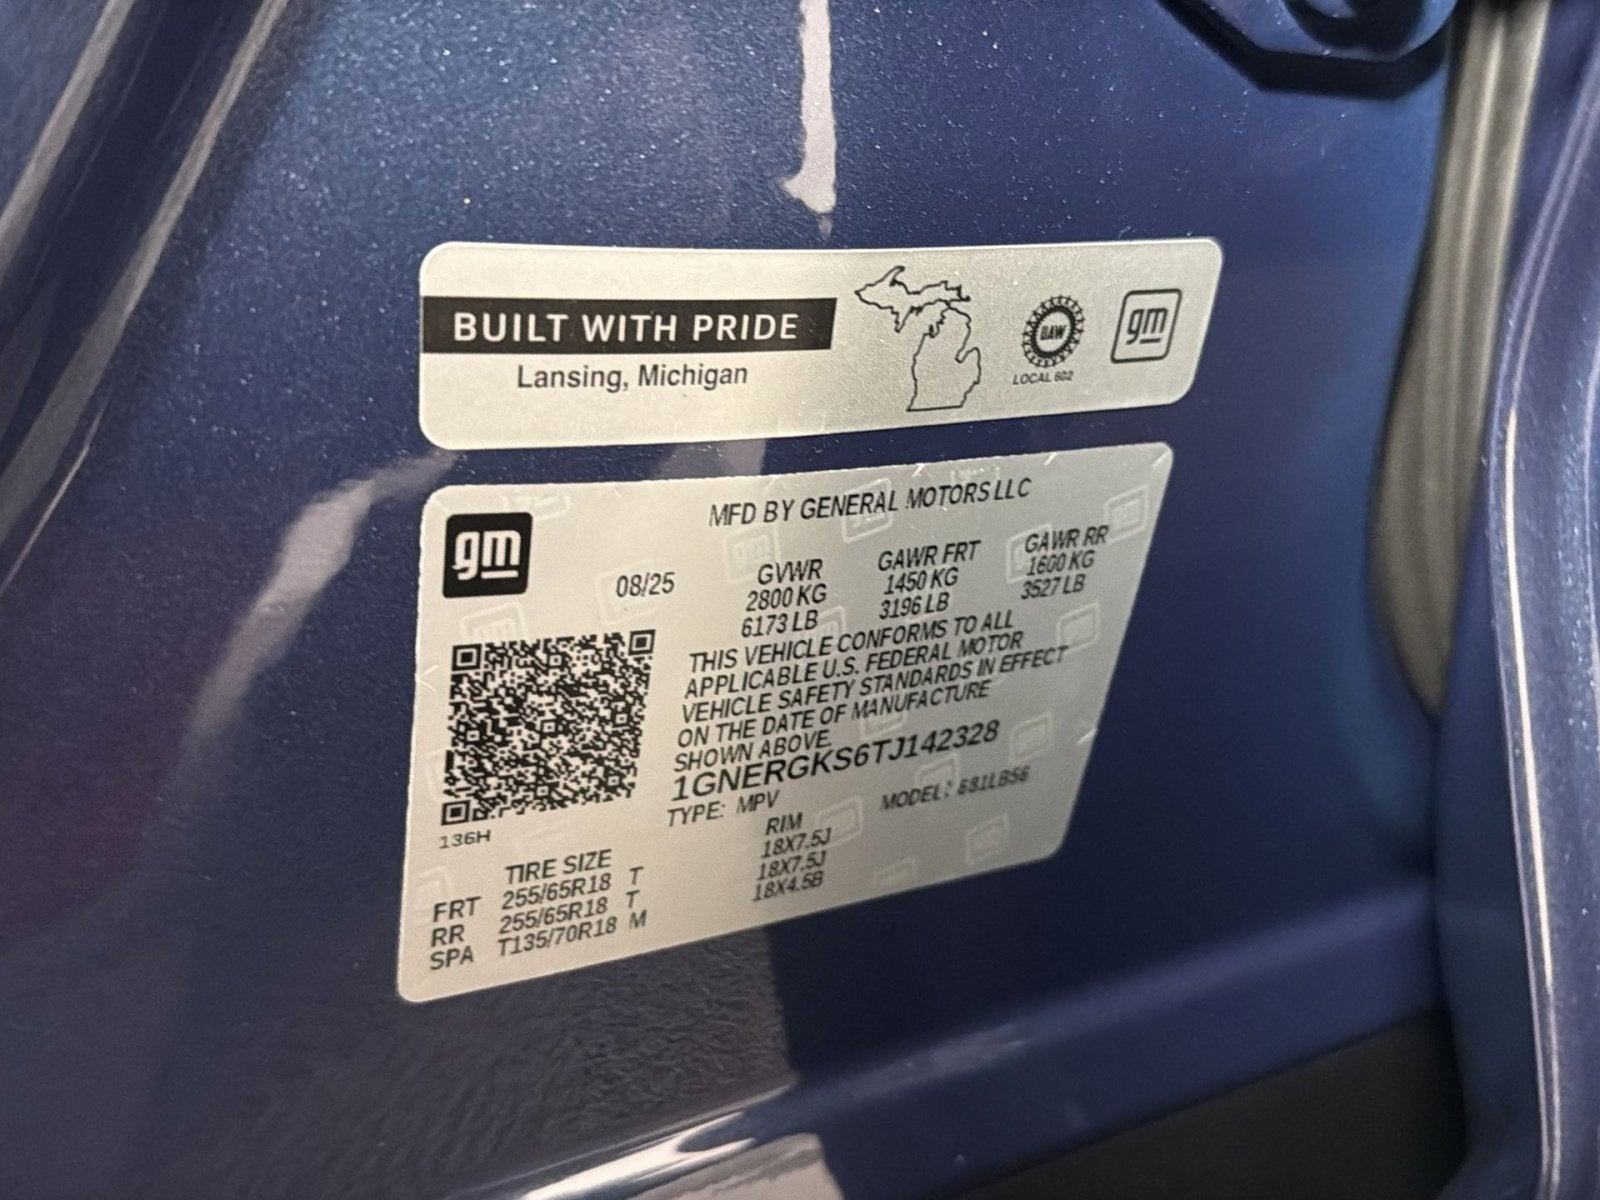 BUILT WITH PRIDE
Lansing, Michigan
UAW
LOCAL 602
gm
gm
MFD BY GENERAL MOTORS LLC
08/25 GVWR GAWR FRT GAWR RR
2800 KG 1450 KG 1600 KG
6173 LB 3196 LB 3527 LB
THIS VEHICLE CONFORMS TO ALL
APPLICABLE U.S. FEDERAL MOTOR
VEHICLE SAFETY STANDARDS IN EFFECT
ON THE DATE OF MANUFACTURE
SHOWN ABOVE.
1GNERGKS6TJ142328
TYPE: MPV MODEL:
136H
TIRE SIZE RIM
FRT 255/65R18 T 18X7.5J
RR 255/65R18 T 18X7.5J
SPA T135/70R18 M 18X4.5B